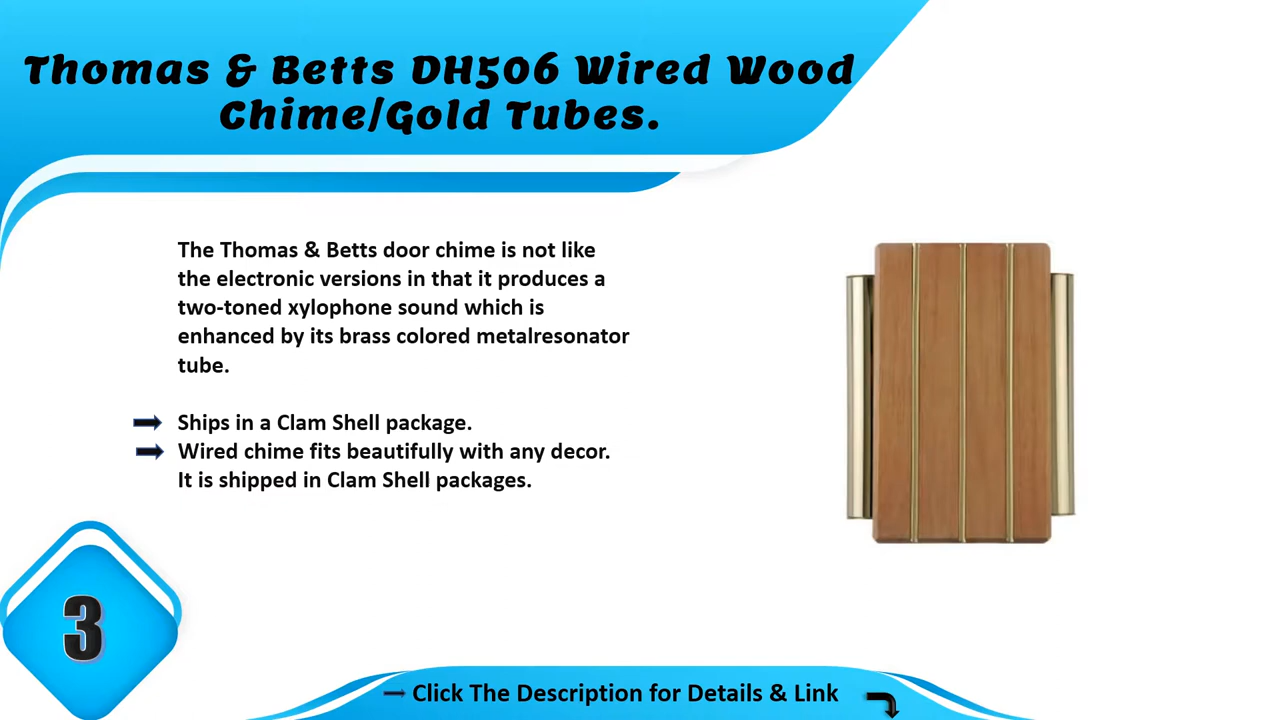 Thomas & Betts DH506 Wired Wood
Chime/Gold Tubes.
The Thomas & Betts door chime is not like
the electronic versions in that it produces a
two-toned xylophone sound which is
enhanced by its brass colored metalresonator
tube.
Ships in a Clam Shell package.
Wired chime fits beautifully with any decor.
It is shipped in Clam Shell packages.
3
Click The Description for Details & Link